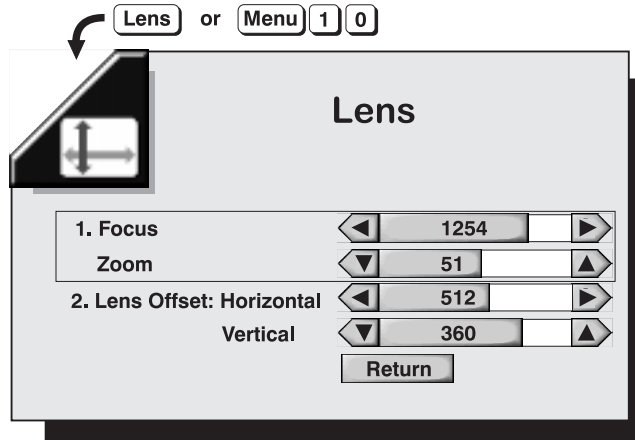 Lens or Menu 1 0
Lens
1. Focus 1254
Zoom 51
2. Lens Offset: Horizontal 512
Vertical 360
Return